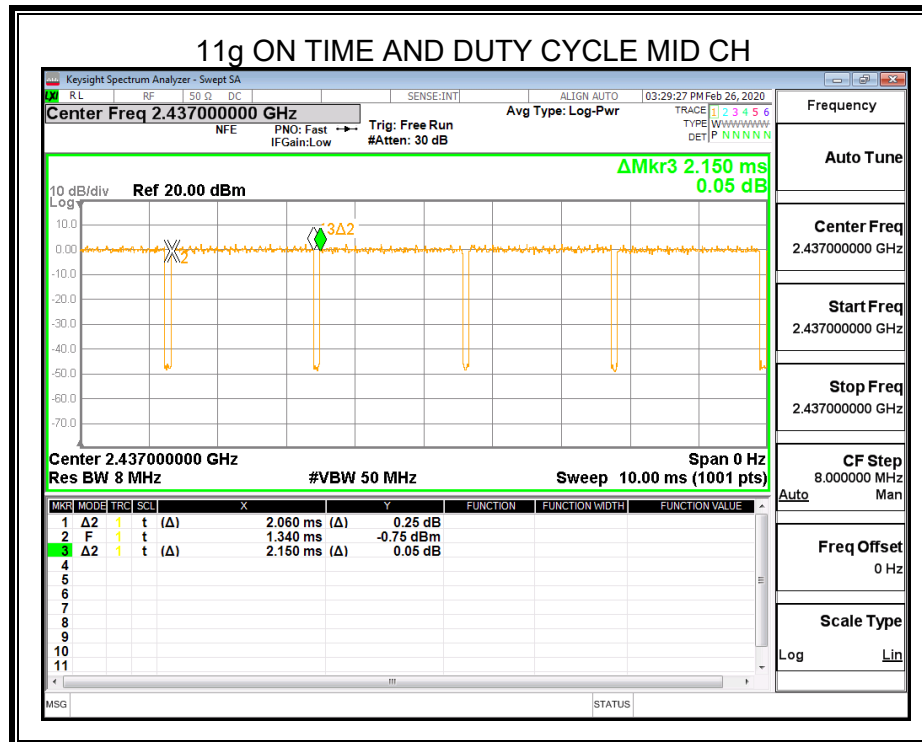 11g ON TIME AND DUTY CYCLE MID CH
Keysight Spectrum Analyzer - Swept SA
LXI RL RF 50 Ω DC SENSE:INT ALIGN AUTO 03:29:27 PM Feb 26, 2020
Center Freq 2.437000000 GHz
NFE
PNO: Fast
IFGain:Low
Trig: Free Run
#Atten: 30 dB
Avg Type: Log-Pwr
TRACE 1 2 3 4 5 6
TYPE WWWWWW
DET P N N N N N
ΔMkr3 2.150 ms
0.05 dB
10 dB/div Ref 20.00 dBm
Log
10.0
0.00
-10.0
-20.0
-30.0
-40.0
-50.0
-60.0
-70.0
2
3Δ2
Center 2.437000000 GHz Span 0 Hz
Res BW 8 MHz #VBW 50 MHz Sweep 10.00 ms (1001 pts)
MKR MODE TRC SCL X Y FUNCTION FUNCTION WIDTH FUNCTION VALUE
1 Δ2 1 t (Δ) 2.060 ms (Δ) 0.25 dB
2 F 1 t 1.340 ms -0.75 dBm
3 Δ2 1 t (Δ) 2.150 ms (Δ) 0.05 dB
4
5
6
7
8
9
10
11
MSG STATUS
Frequency
Auto Tune
Center Freq
2.437000000 GHz
Start Freq
2.437000000 GHz
Stop Freq
2.437000000 GHz
CF Step
8.000000 MHz
Auto Man
Freq Offset
0 Hz
Scale Type
Log Lin